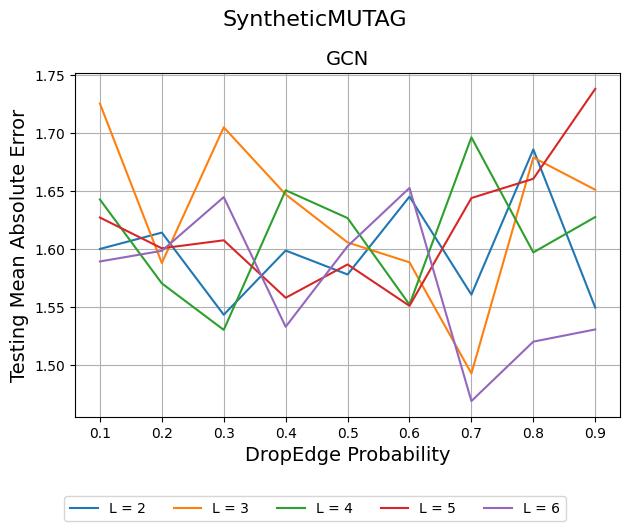 SyntheticMUTAG
GCN
Testing Mean Absolute Error
1.75
1.70
1.65
1.60
1.55
1.50
0.1 0.2 0.3 0.4 0.5 0.6 0.7 0.8 0.9
DropEdge Probability
L = 2 L = 3 L = 4 L = 5 L = 6